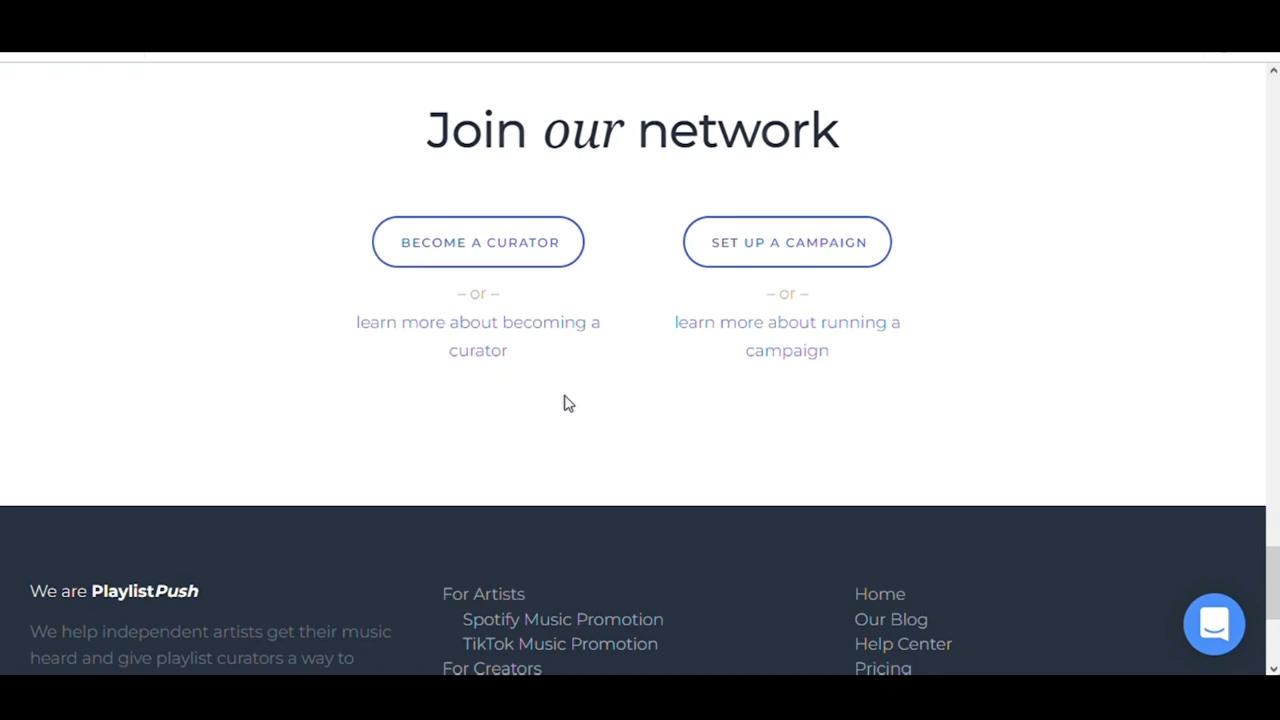 Join our network
BECOME A CURATOR
SET UP A CAMPAIGN
– or –
– or –
learn more about becoming a
curator
learn more about running a
campaign
We are PlaylistPush
We help independent artists get their music
heard and give playlist curators a way to
For Artists
Spotify Music Promotion
TikTok Music Promotion
For Creators
Home
Our Blog
Help Center
Pricing